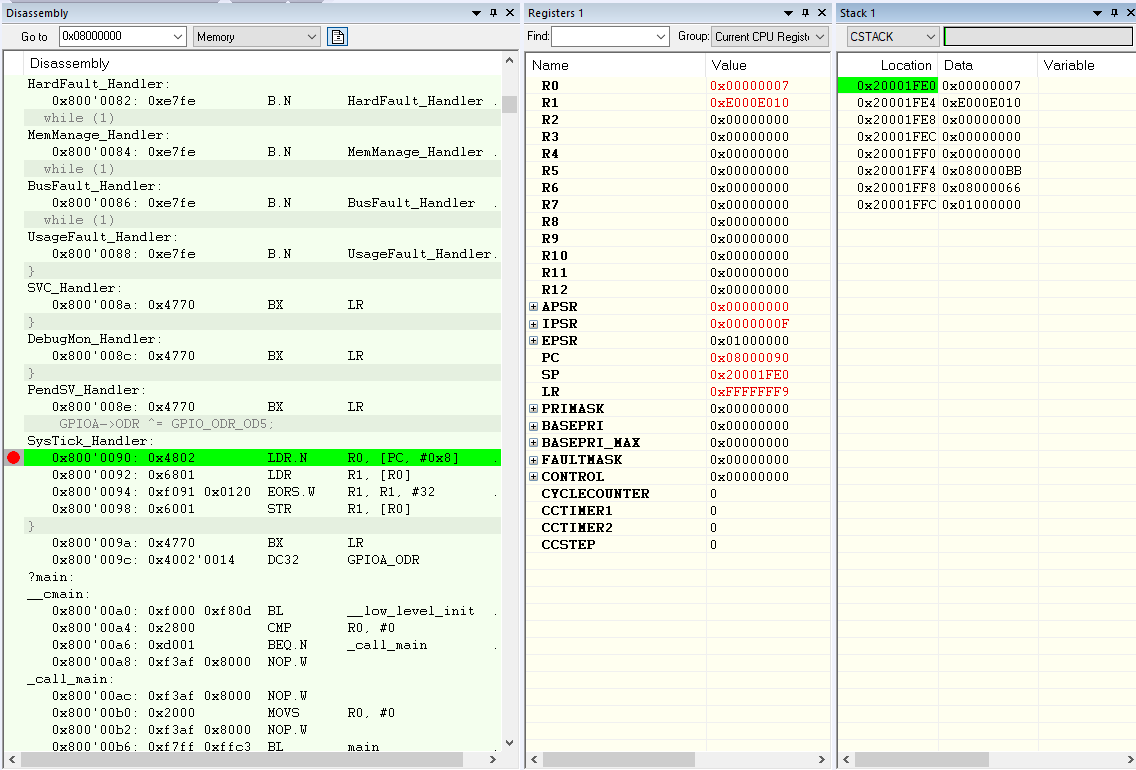 Disassembly
Go to 0x08000000 Memory
Disassembly
HardFault_Handler:
0x800'0082: 0xe7fe B.N HardFault_Handler .
while (1)
MemManage_Handler:
0x800'0084: 0xe7fe B.N MemManage_Handler .
while (1)
BusFault_Handler:
0x800'0086: 0xe7fe B.N BusFault_Handler .
while (1)
UsageFault_Handler:
0x800'0088: 0xe7fe B.N UsageFault_Handler.
}
SVC_Handler:
0x800'008a: 0x4770 BX LR
}
DebugMon_Handler:
0x800'008c: 0x4770 BX LR
}
PendSV_Handler:
0x800'008e: 0x4770 BX LR
GPIOA->ODR ^= GPIO_ODR_OD5;
SysTick_Handler:
0x800'0090: 0x4802 LDR.N R0, [PC, #0x8] .
0x800'0092: 0x6801 LDR R1, [R0]
0x800'0094: 0xf091 0x0120 EORS.W R1, R1, #32 .
0x800'0098: 0x6001 STR R1, [R0]
}
0x800'009a: 0x4770 BX LR
0x800'009c: 0x4002'0014 DC32 GPIOA_ODR
?main:
__cmain:
0x800'00a0: 0xf000 0xf80d BL __low_level_init .
0x800'00a4: 0x2800 CMP R0, #0
0x800'00a6: 0xd001 BEQ.N _call_main .
0x800'00a8: 0xf3af 0x8000 NOP.W
_call_main:
0x800'00ac: 0xf3af 0x8000 NOP.W
0x800'00b0: 0x2000 MOVS R0, #0
0x800'00b2: 0xf3af 0x8000 NOP.W
0x800'00b6: 0xf7ff 0xffc3 BL main .
Registers 1
Find: Group: Current CPU Registe
Name Value
R0 0x00000007
R1 0xE000E010
R2 0x00000000
R3 0x00000000
R4 0x00000000
R5 0x00000000
R6 0x00000000
R7 0x00000000
R8 0x00000000
R9 0x00000000
R10 0x00000000
R11 0x00000000
R12 0x00000000
APSR 0x00000000
IPSR 0x0000000F
EPSR 0x01000000
PC 0x08000090
SP 0x20001FE0
LR 0xFFFFFFF9
PRIMASK 0x00000000
BASEPRI 0x00000000
BASEPRI_MAX 0x00000000
FAULTMASK 0x00000000
CONTROL 0x00000000
CYCLECOUNTER 0
CCTIMER1 0
CCTIMER2 0
CCSTEP 0
Stack 1
CSTACK
Location Data Variable
0x20001FE0 0x00000007
0x20001FE4 0xE000E010
0x20001FE8 0x00000000
0x20001FEC 0x00000000
0x20001FF0 0x00000000
0x20001FF4 0x080000BB
0x20001FF8 0x08000066
0x20001FFC 0x01000000